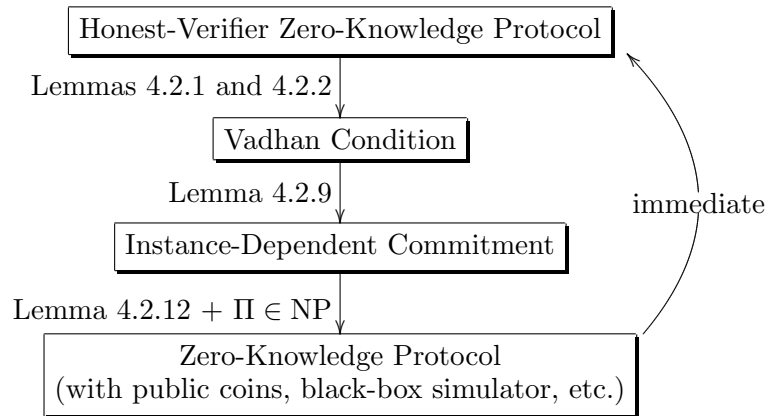 Honest-Verifier Zero-Knowledge Protocol
Lemmas 4.2.1 and 4.2.2
Vadhan Condition
Lemma 4.2.9
immediate
Instance-Dependent Commitment
Lemma 4.2.12 + Π ∈ NP
Zero-Knowledge Protocol
(with public coins, black-box simulator, etc.)